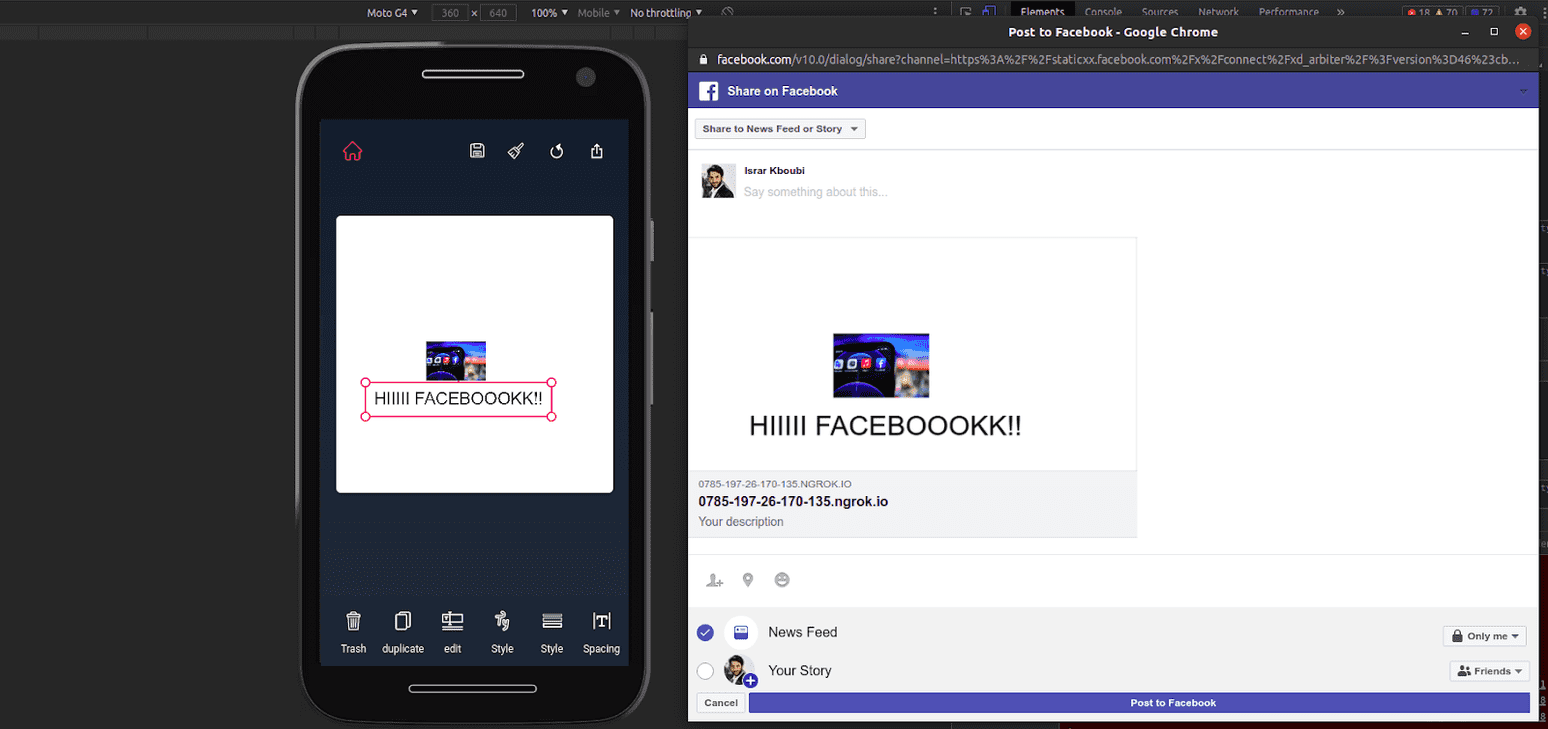 Moto G4 360 × 640 100% Mobile No throttling
Elements Console Sources Network Performance » 18 70 72
Post to Facebook - Google Chrome
facebook.com/v10.0/dialog/share?channel=https%3A%2F%2Fstaticxx.facebook.com%2Fx%2Fconnect%2Fxd_arbiter%2F%3Fversion%3D46%23cb...
Share on Facebook
Share to News Feed or Story
Israr Kboubi
Say something about this...
HIIIII FACEBOOOKK!!
HIIIII FACEBOOOKK!!
0785-197-26-170-135.NGROK.IO
0785-197-26-170-135.ngrok.io
Your description
Trash duplicate edit Style Style Spacing
News Feed
Only me
Your Story
Friends
Cancel
Post to Facebook